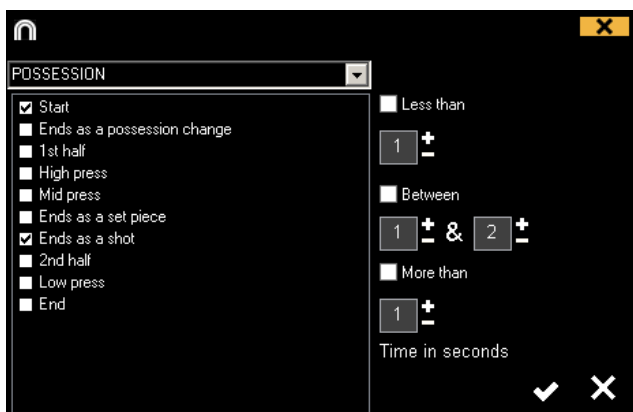 POSSESSION
Start
Ends as a possession change
1st half
High press
Mid press
Ends as a set piece
Ends as a shot
2nd half
Low press
End
Less than
1
Between
1 & 2
More than
1
Time in seconds